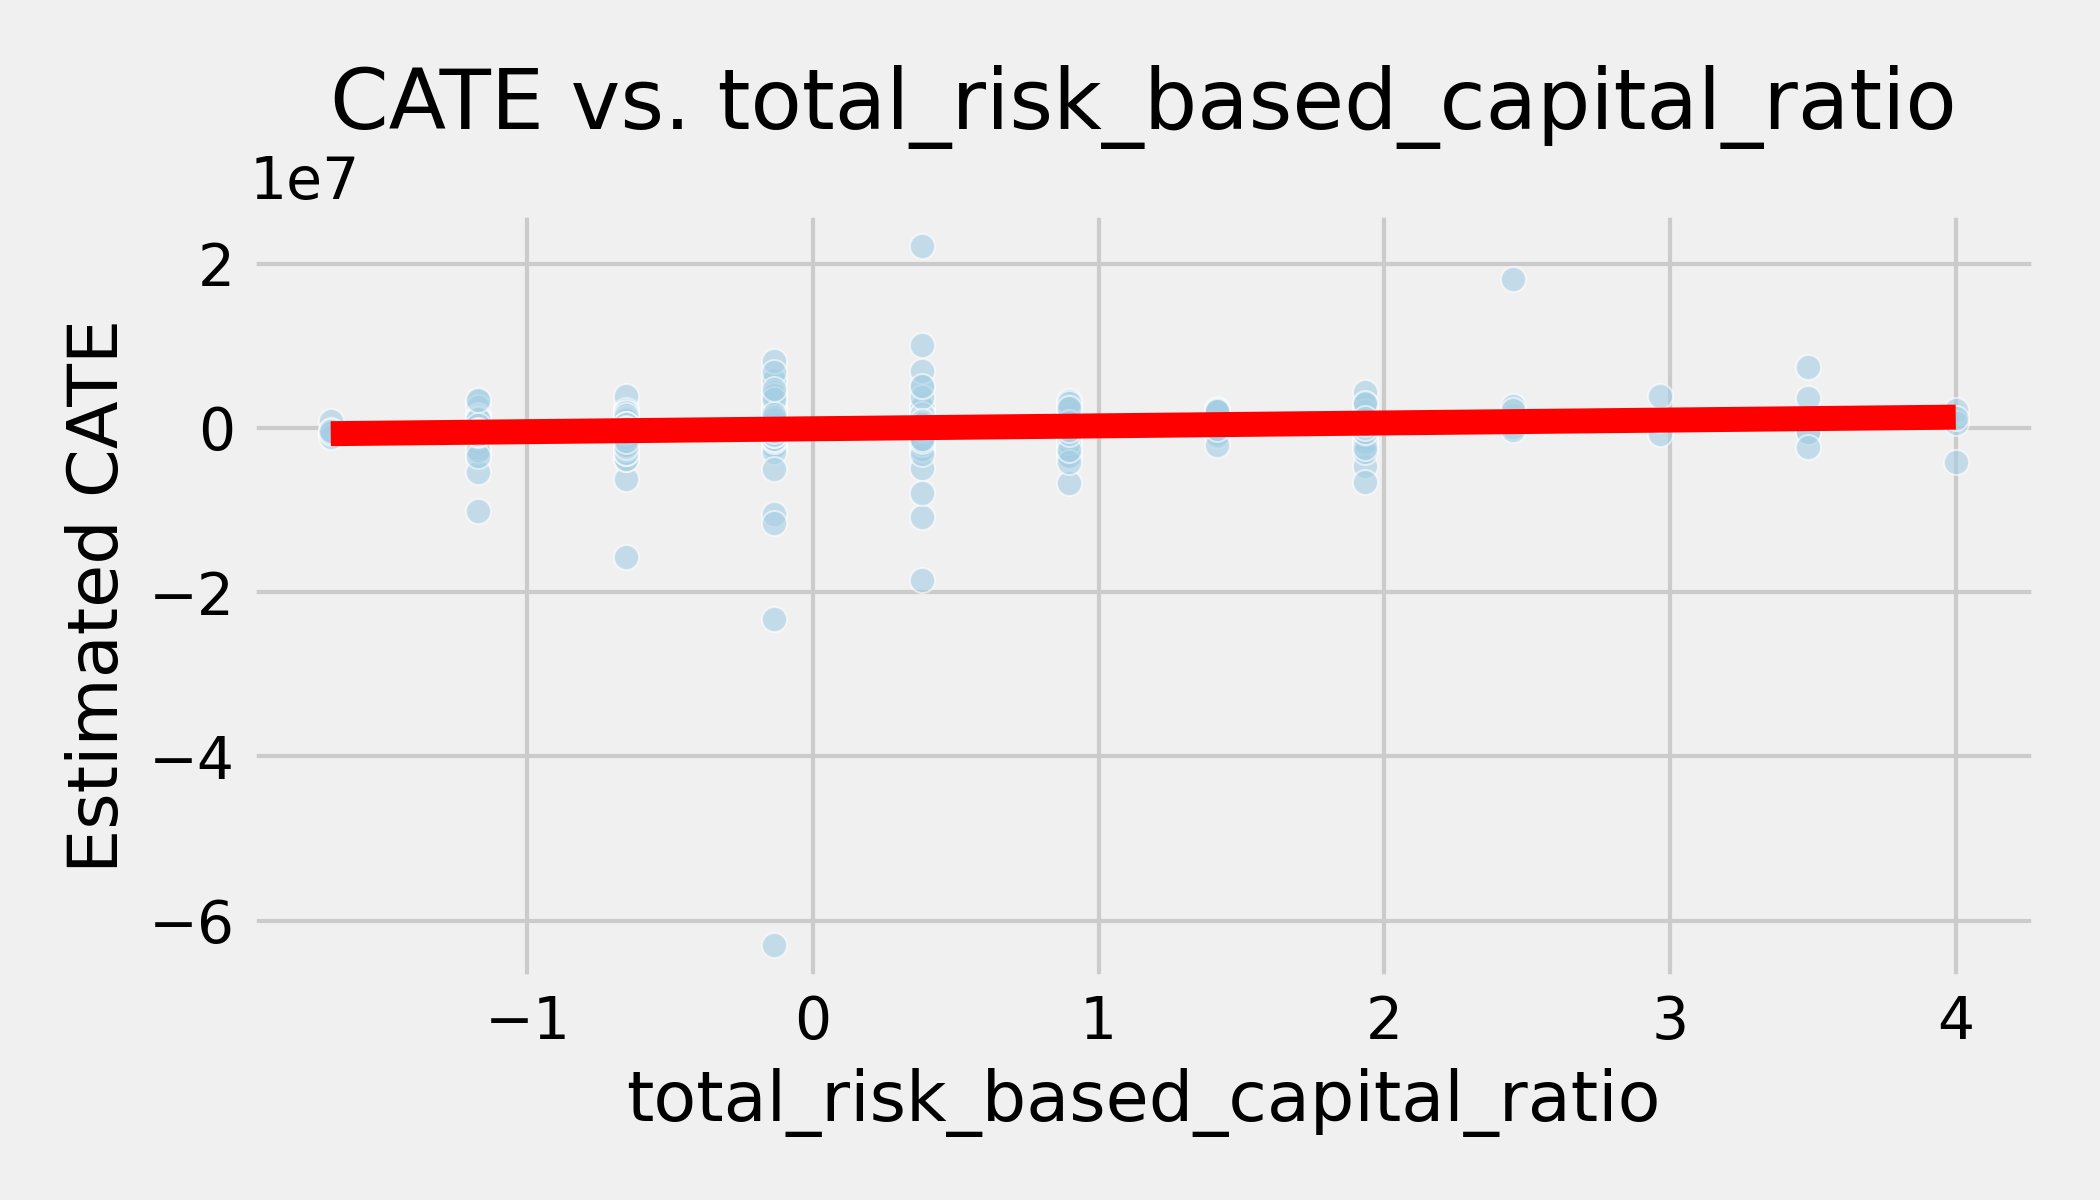 CATE vs. total_risk_based_capital_ratio
1e7
2
0
−2
−4
−6
Estimated CATE
−1 0 1 2 3 4
total_risk_based_capital_ratio